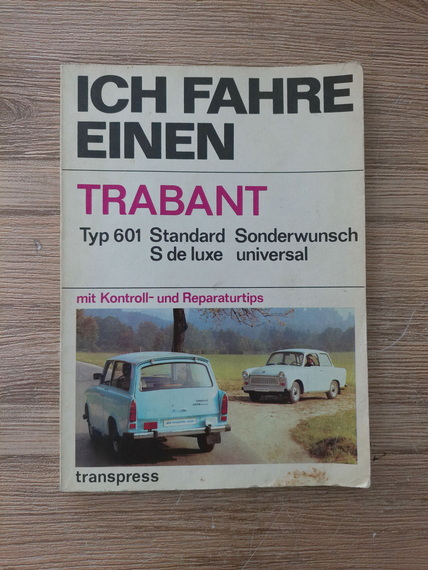 ICH FAHRE
EINEN
TRABANT
Typ 601 Standard Sonderwunsch
S de luxe universal
mit Kontroll- und Reparaturtips
transpress